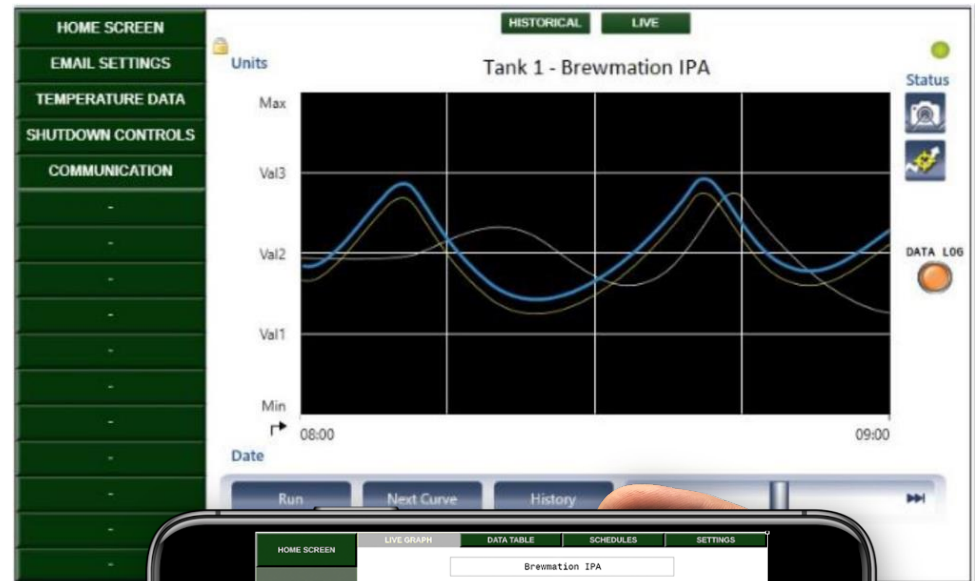 HOME SCREEN
EMAIL SETTINGS
TEMPERATURE DATA
SHUTDOWN CONTROLS
COMMUNICATION
-
-
-
-
-
-
-
-
-
-
-
HISTORICAL LIVE
Units
Tank 1 - Brewmation IPA
Status
Max
Val3
Val2
Val1
Min
DATA LOG
08:00 09:00
Date
Run Next Curve History
HOME SCREEN LIVE GRAPH DATA TABLE SCHEDULES SETTINGS
Brewmation IPA